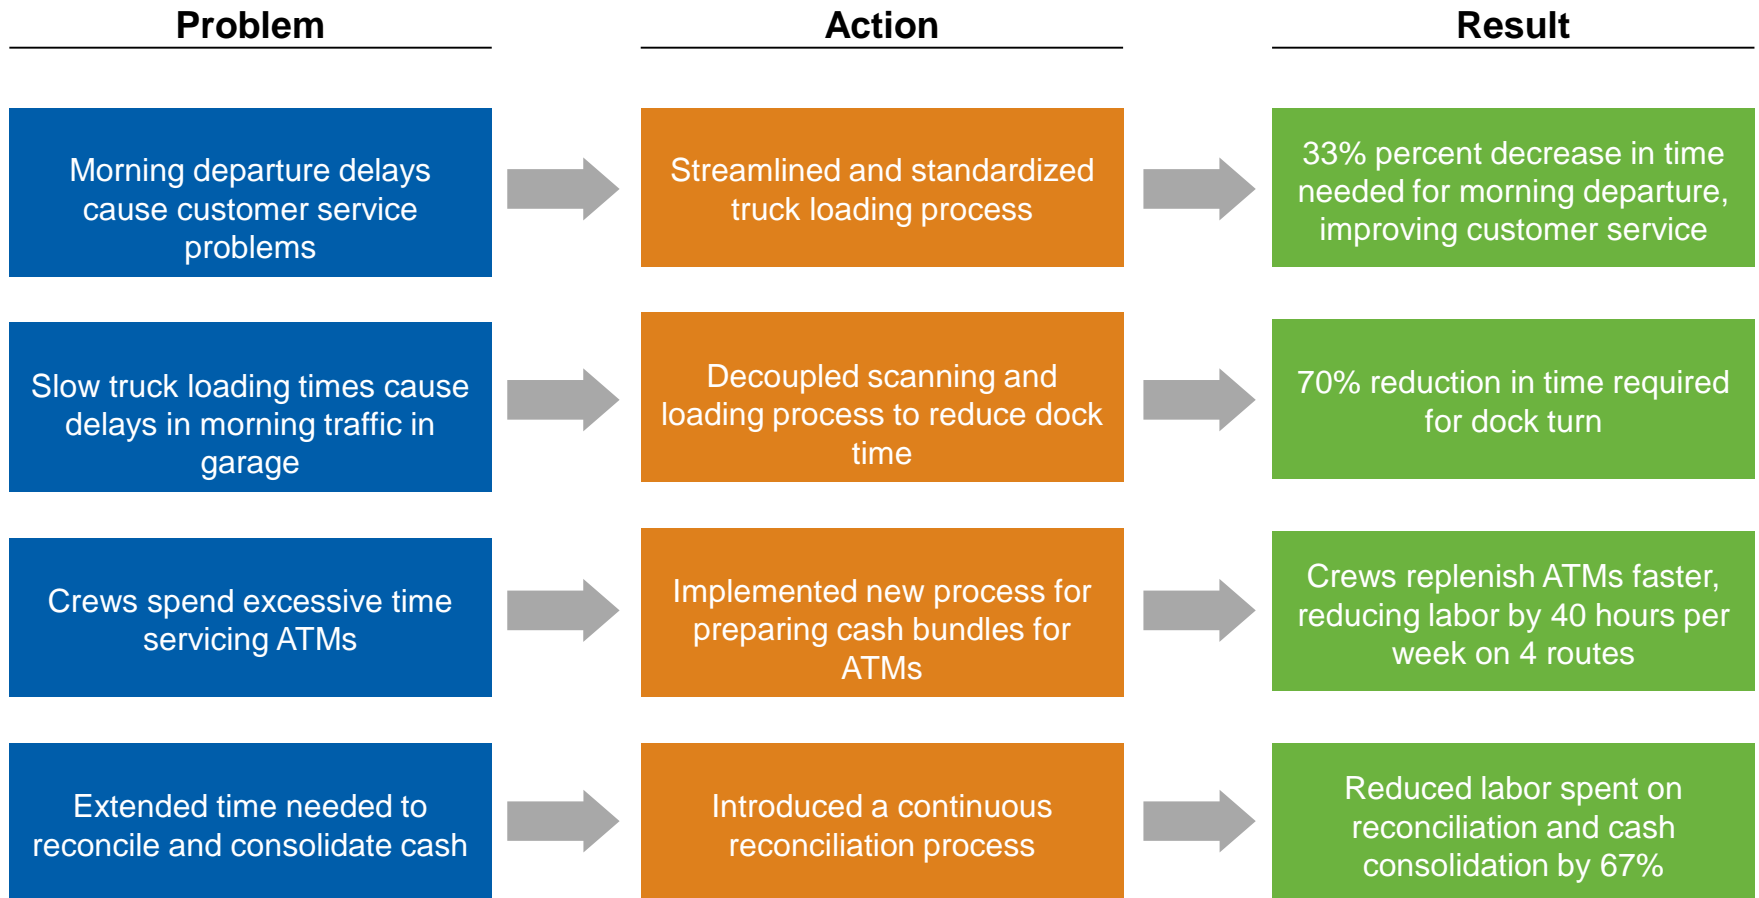 Problem
Action
Result
Morning departure delays
cause customer service
problems
Streamlined and standardized
truck loading process
33% percent decrease in time
needed for morning departure,
improving customer service
Slow truck loading times cause
delays in morning traffic in
garage
Decoupled scanning and
loading process to reduce dock
time
70% reduction in time required
for dock turn
Crews spend excessive time
servicing ATMs
Implemented new process for
preparing cash bundles for
ATMs
Crews replenish ATMs faster,
reducing labor by 40 hours per
week on 4 routes
Extended time needed to
reconcile and consolidate cash
Introduced a continuous
reconciliation process
Reduced labor spent on
reconciliation and cash
consolidation by 67%